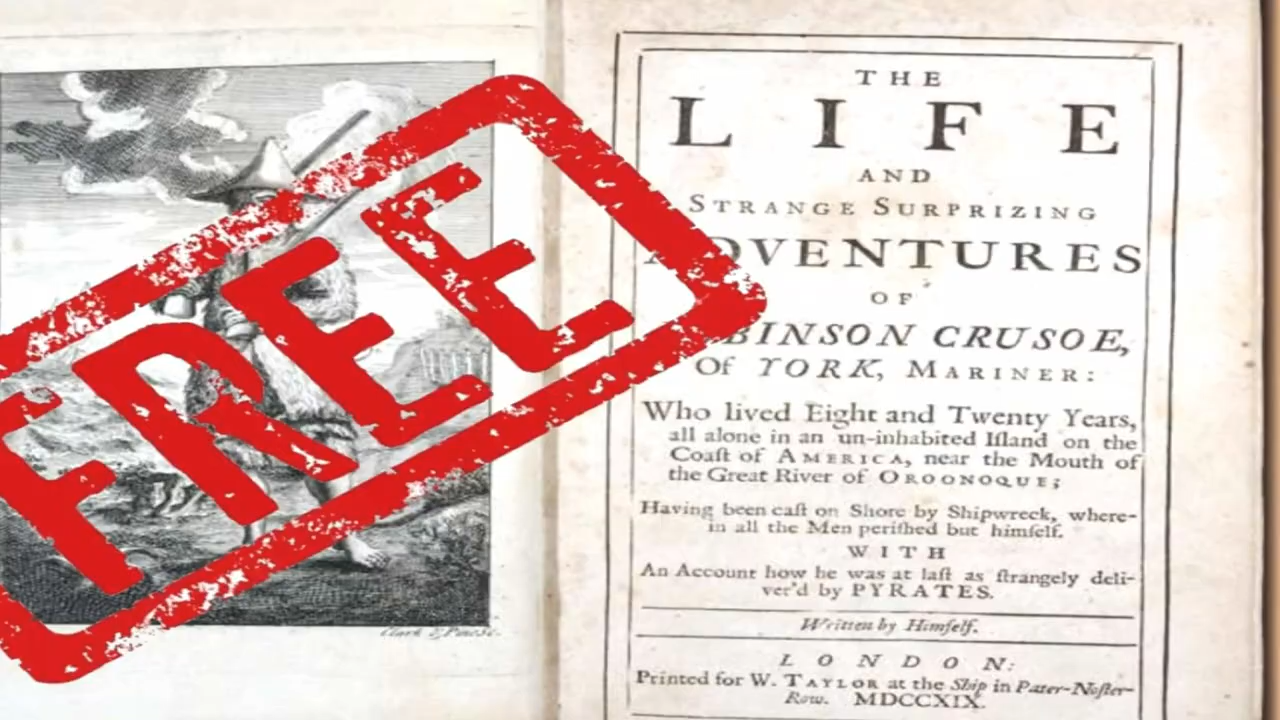 FREE
Clark & Pine Sc.
THE
LIFE
AND
STRANGE SURPRIZING
ADVENTURES
OF
BINSON CRUSOE,
Of YORK, MARINER:
Who lived Eight and Twenty Years,
all alone in an un-inhabited Iſland on the
Coaſt of AMERICA, near the Mouth of
the Great River of OROONOQUE;
Having been caſt on Shore by Shipwreck, where-
in all the Men periſhed but himſelf.
WITH
An Account how he was at laſt as ſtrangely deli-
ver'd by PYRATES.
Written by Himſelf.
LONDON:
Printed for W. TAYLOR at the Ship in Pater-Noſter-
Row. MDCCXIX.